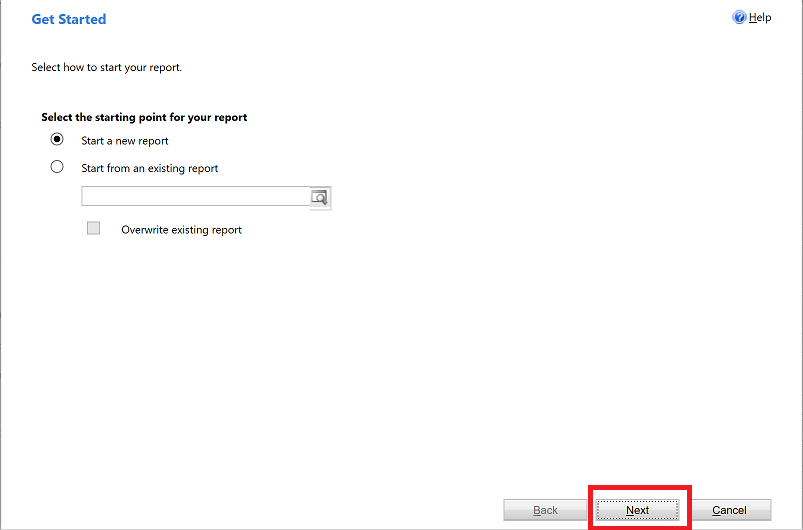 Get Started
Help
Select how to start your report.
Select the starting point for your report
Start a new report
Start from an existing report
Overwrite existing report
Back
Next
Cancel